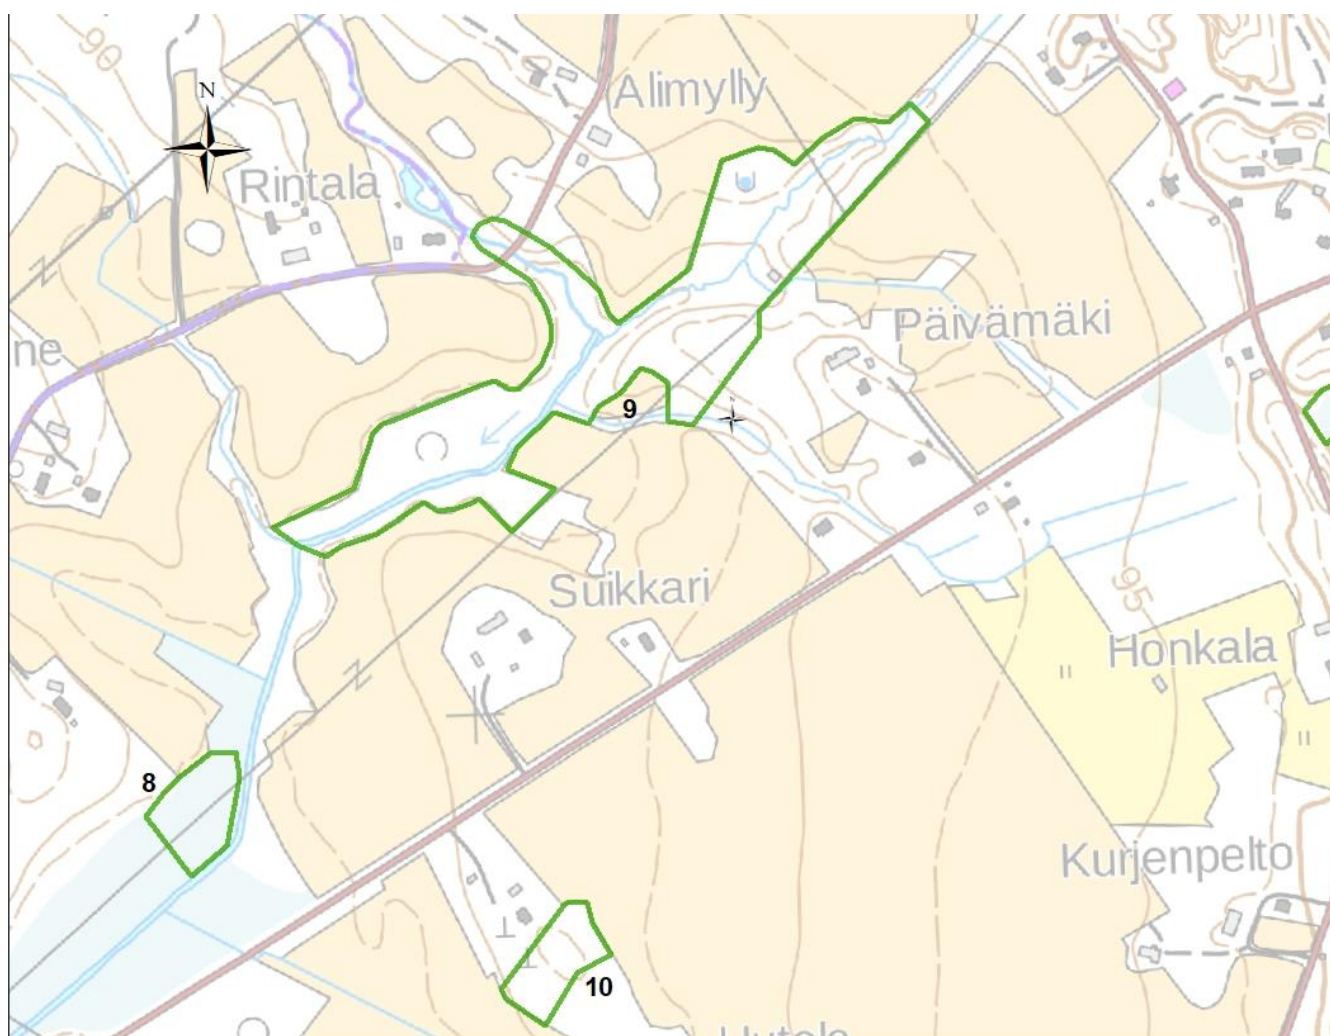 90
N
Alimylly
Rintala
Päivämäki
ne
9
N
Suikkari
95
Honkala
8
Kurjenpelto
10